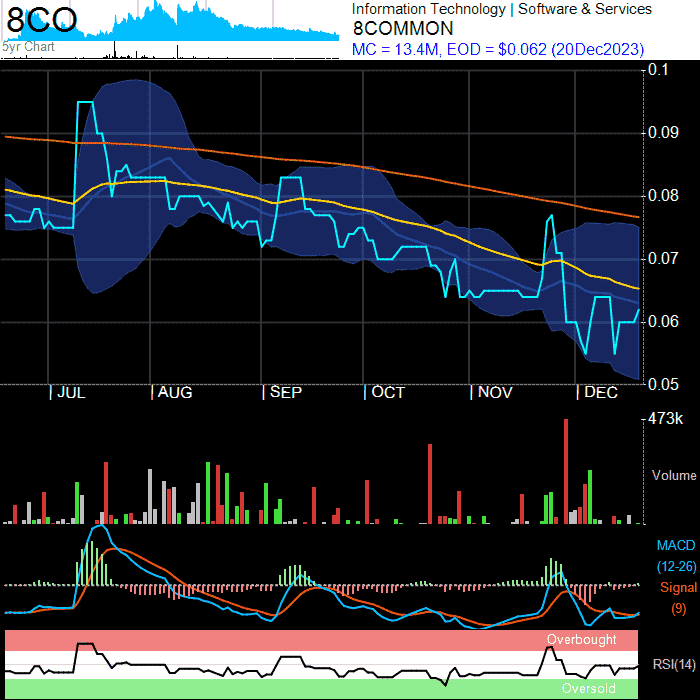 8CO
5yr Chart
Information Technology | Software & Services
8COMMON
MC = 13.4M, EOD = $0.062 (20Dec2023)
0.1
0.09
0.08
0.07
0.06
0.05
| JUL | AUG | SEP | OCT | NOV | DEC
473k
Volume
MACD
(12-26)
Signal
(9)
Overbought
RSI(14)
Oversold